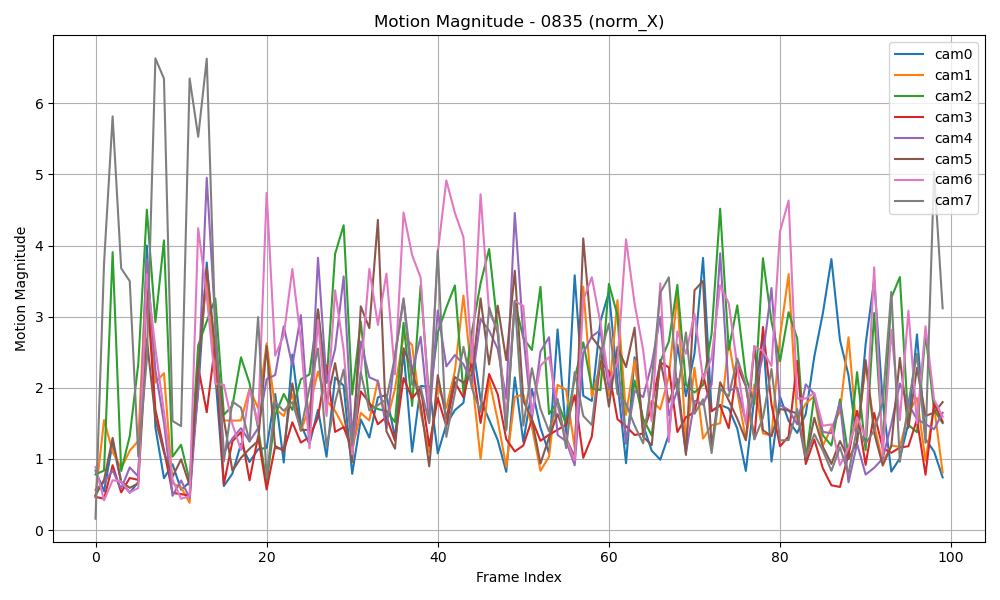 Motion Magnitude - 0835 (norm_X)
cam0
cam1
cam2
cam3
cam4
cam5
cam6
cam7
Motion Magnitude
6
5
4
3
2
1
0
0 20 40 60 80 100
Frame Index